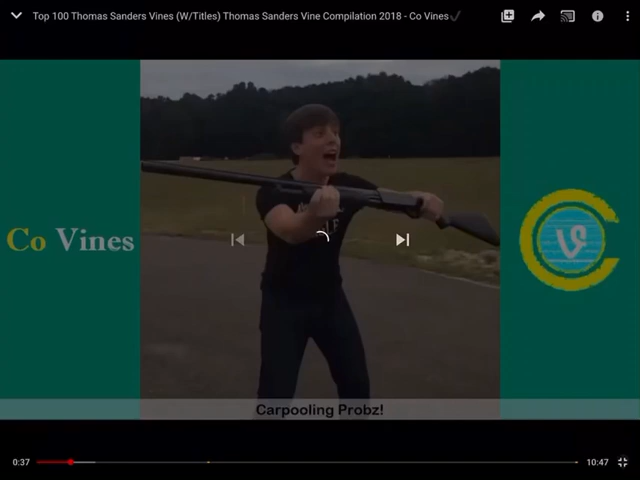 Top 100 Thomas Sanders Vines (W/Titles) Thomas Sanders Vine Compilation 2018 - Co Vines✓
Co Vines
Carpooling Probz!
0:37
10:47